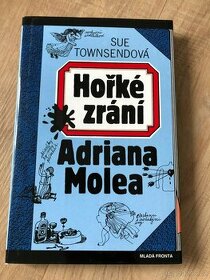 SUE
TOWNSENDOVÁ
Hořké
zrání
Adriana
Molea
MLADÁ FRONTA